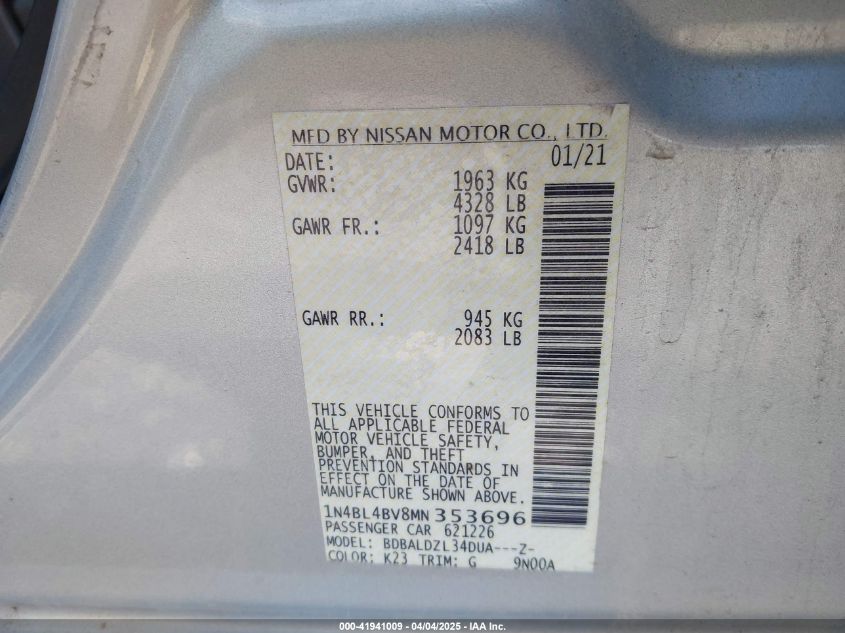 MFD BY NISSAN MOTOR CO., LTD.
DATE: 01/21
GVWR: 1963 KG
4328 LB
GAWR FR.: 1097 KG
2418 LB
GAWR RR.: 945 KG
2083 LB
THIS VEHICLE CONFORMS TO
ALL APPLICABLE FEDERAL
MOTOR VEHICLE SAFETY,
BUMPER, AND THEFT
PREVENTION STANDARDS IN
EFFECT ON THE DATE OF
MANUFACTURE SHOWN ABOVE.
1N4BL4BV8MN353696
PASSENGER CAR 621226
MODEL: BDBALDZL34DUA---Z-
COLOR: K23 TRIM: G 9N00A
000-41941009 - 04/04/2025 - IAA Inc.